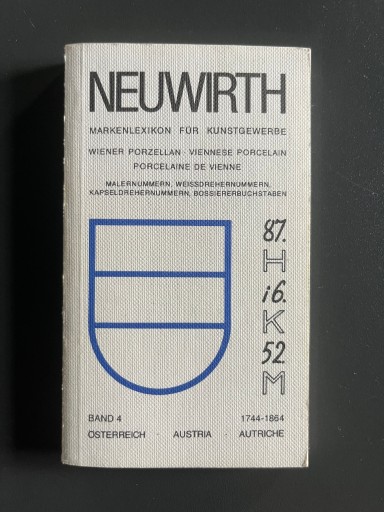 NEUWIRTH
MARKENLEXIKON FÜR KUNSTGEWERBE
WIENER PORZELLAN · VIENNESE PORCELAIN
PORCELAINE DE VIENNE
MALERNUMMERN, WEISSDREHERNUMMERN,
KAPSELDREHERNUMMERN, BOSSIERERBUCHSTABEN
87.
H
i6.
K
52
M
BAND 4 1744-1864
ÖSTERREICH · AUSTRIA · AUTRICHE